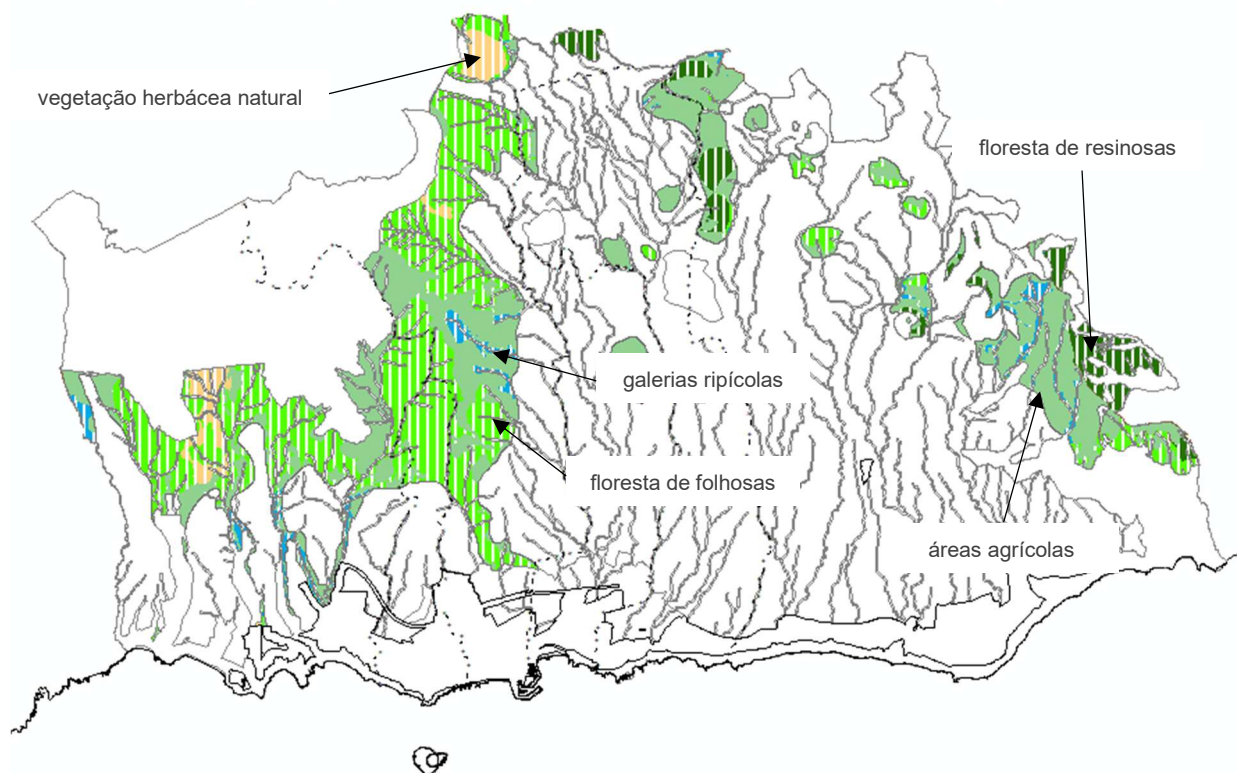 vegetação herbácea natural
floresta de resinosas
galerias ripícolas
floresta de folhosas
áreas agrícolas